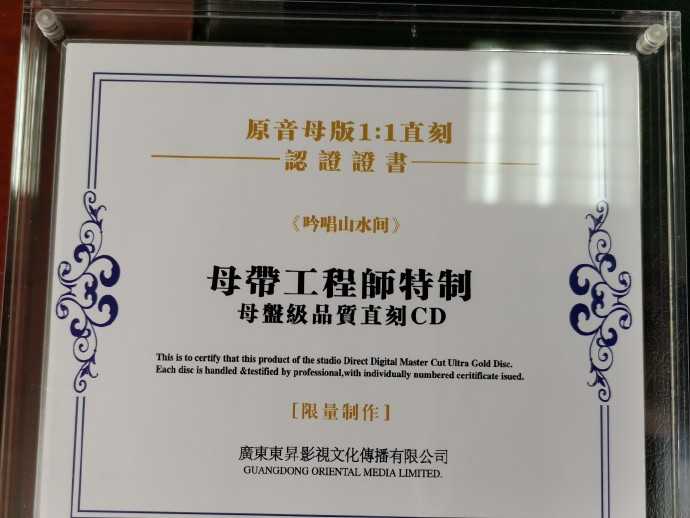 原音母版1:1直刻
認證證書
《吟唱山水间》
母帶工程師特制
母盤級品質直刻CD
This is to certify that this product of the studio Direct Digital Master Cut Ultra Gold Disc.
Each disc is handled &testified by professional,with individually numbered ceritificate issued.
[限量制作]
廣東東昇影視文化傳播有限公司
GUANGDONG ORIENTAL MEDIA LIMITED.